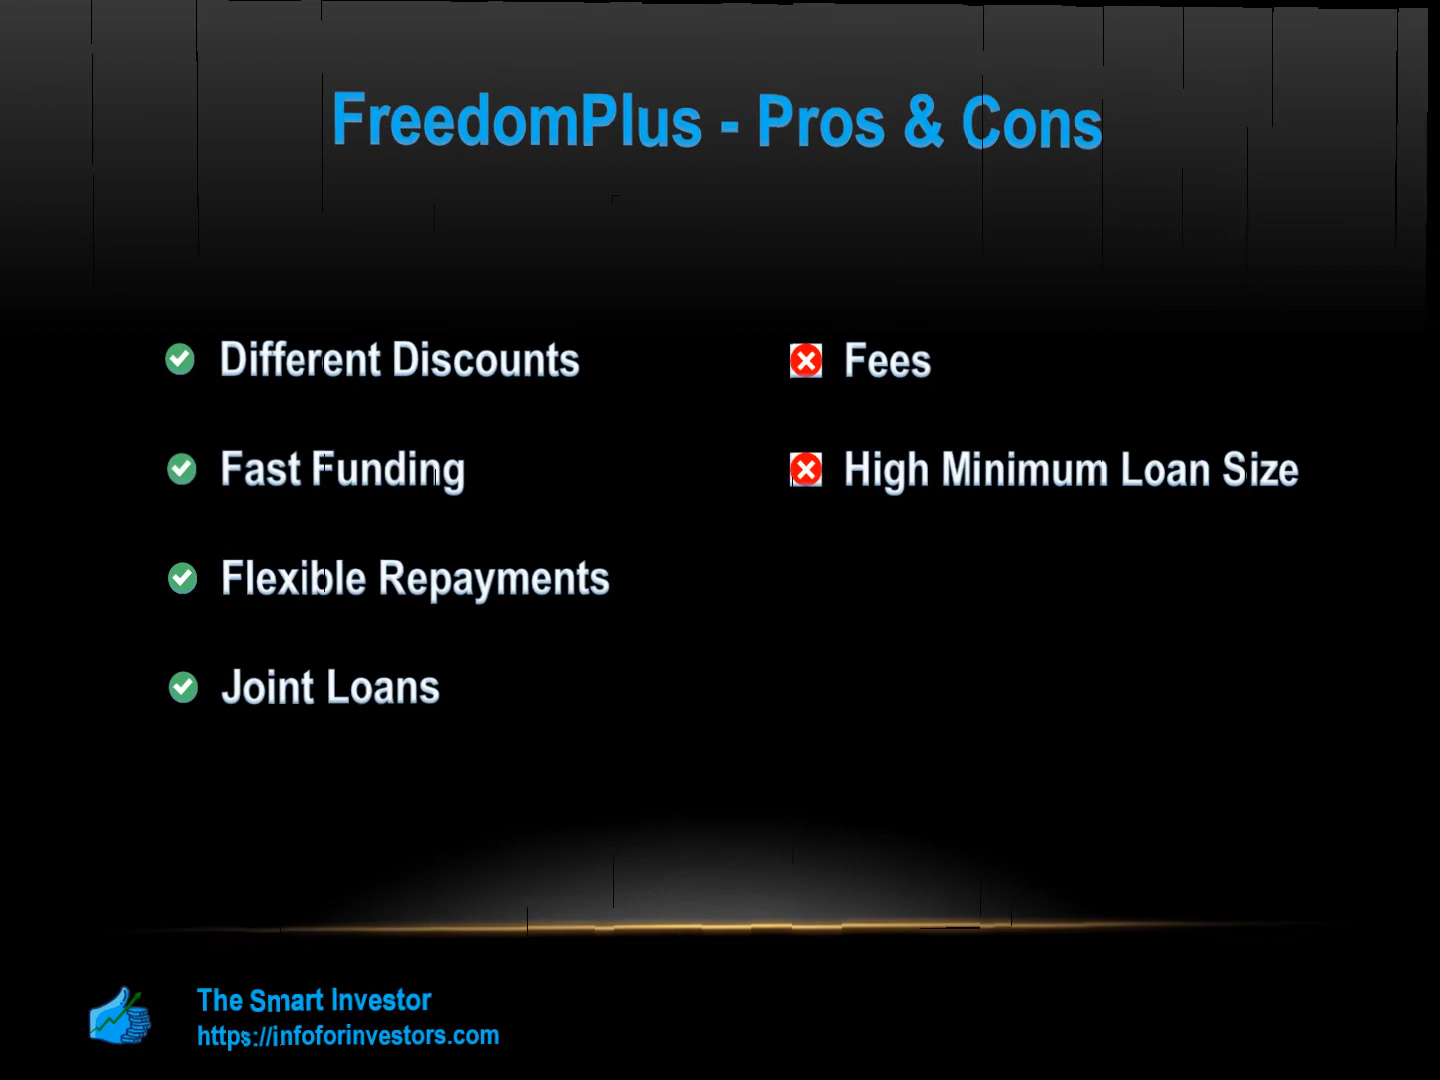 FreedomPlus - Pros & Cons
Different Discounts
Fast Funding
Flexible Repayments
Joint Loans
Fees
High Minimum Loan Size
The Smart Investor
https://infoforinvestors.com